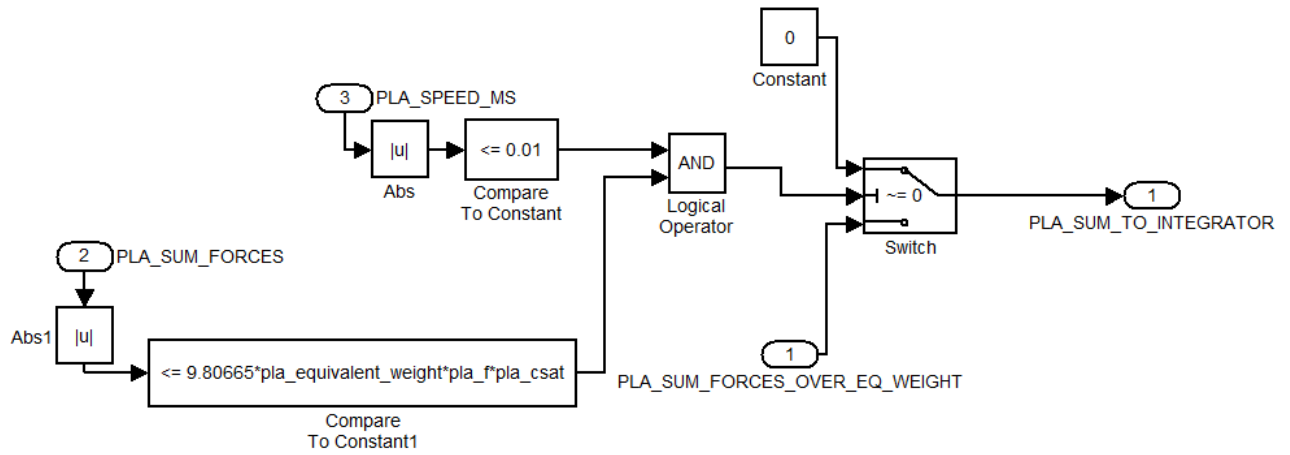 0
Constant
3
PLA_SPEED_MS
|u|
Abs
<= 0.01
Compare
To Constant
AND
Logical
Operator
~= 0
Switch
1
PLA_SUM_TO_INTEGRATOR
2
PLA_SUM_FORCES
Abs1
|u|
<= 9.80665*pla_equivalent_weight*pla_f*pla_csat
Compare
To Constant1
1
PLA_SUM_FORCES_OVER_EQ_WEIGHT